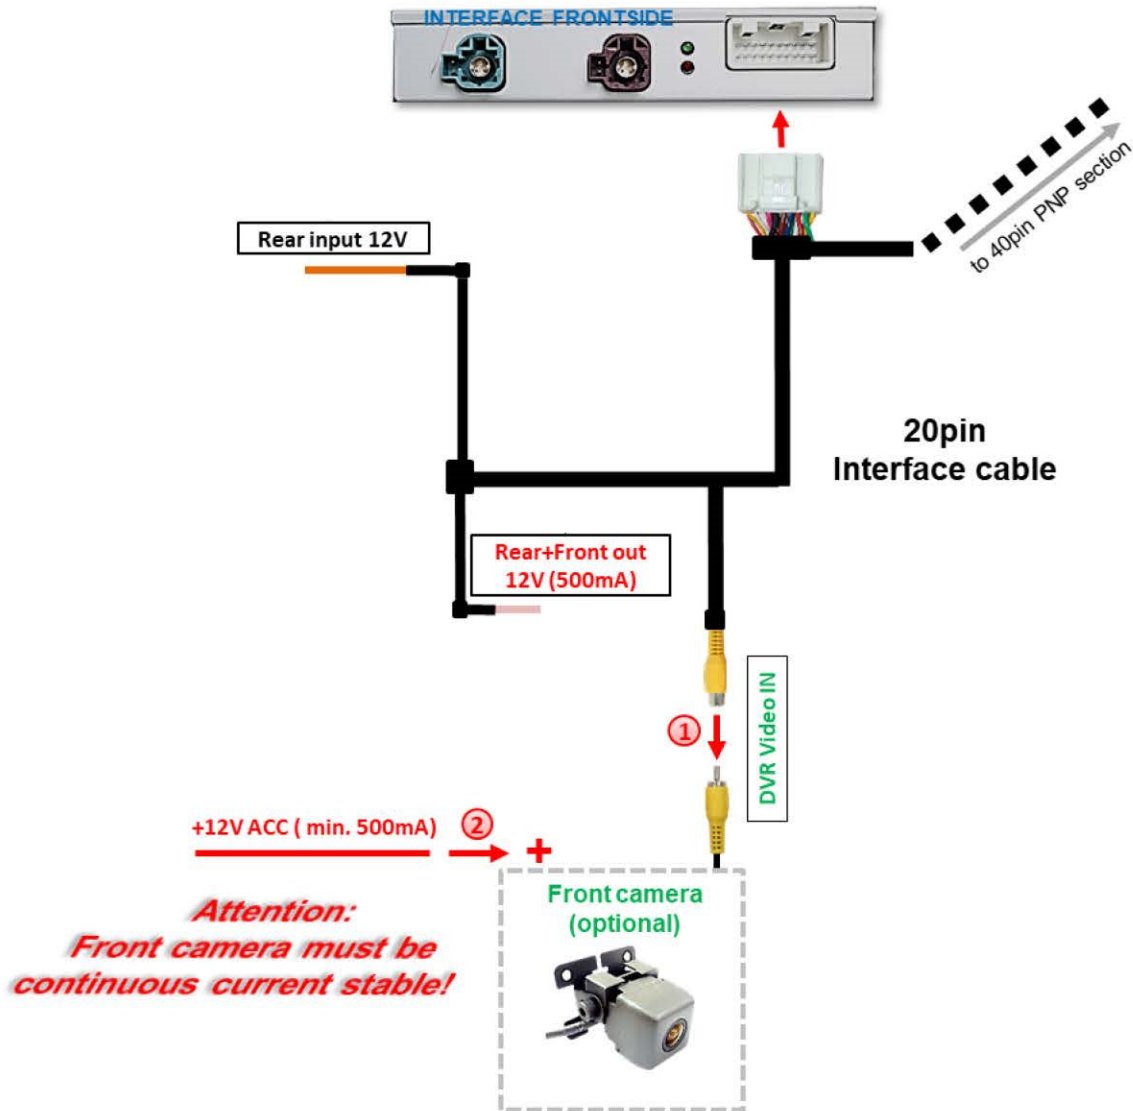 INTERFACE FRONTSIDE
to 40pin PNP section
Rear input 12V
20pin
Interface cable
Rear+Front out
12V (500mA)
DVR Video IN
1
+12V ACC ( min. 500mA)
2
+
Attention:
Front camera must be
continuous current stable!
Front camera
(optional)